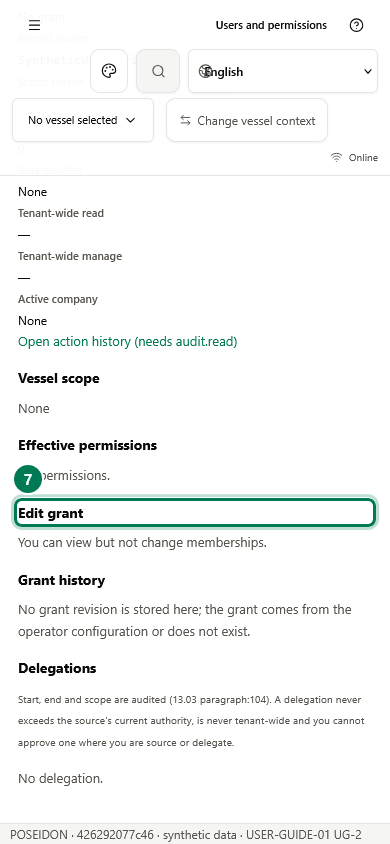 Users and permissions
English
No vessel selected
Change vessel context
Online
None
Tenant-wide read
—
Tenant-wide manage
—
Active company
None
Open action history (needs audit.read)
Vessel scope
None
Effective permissions
permissions.
7
Edit grant
You can view but not change memberships.
Grant history
No grant revision is stored here; the grant comes from the
operator configuration or does not exist.
Delegations
Start, end and scope are audited (13.03 paragraph:104). A delegation never
exceeds the source's current authority, is never tenant-wide and you cannot
approve one where you are source or delegate.
No delegation.
POSEIDON · 426292077c46 · synthetic data · USER-GUIDE-01 UG-2